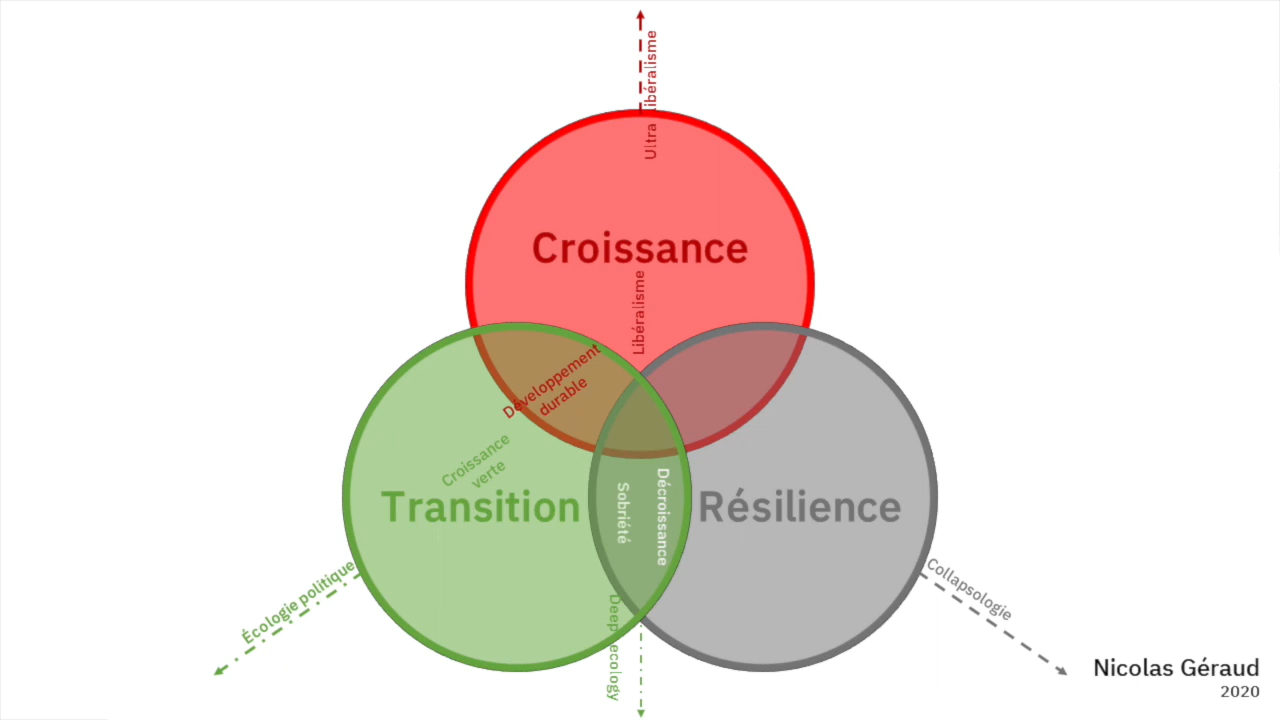 Ultra libéralisme
Croissance
Libéralisme
Développement
durable
Croissance
verte
Transition
Sobriété
Décroissance
Résilience
Écologie politique
Deep ecology
Collapsologie
Nicolas Géraud
2020